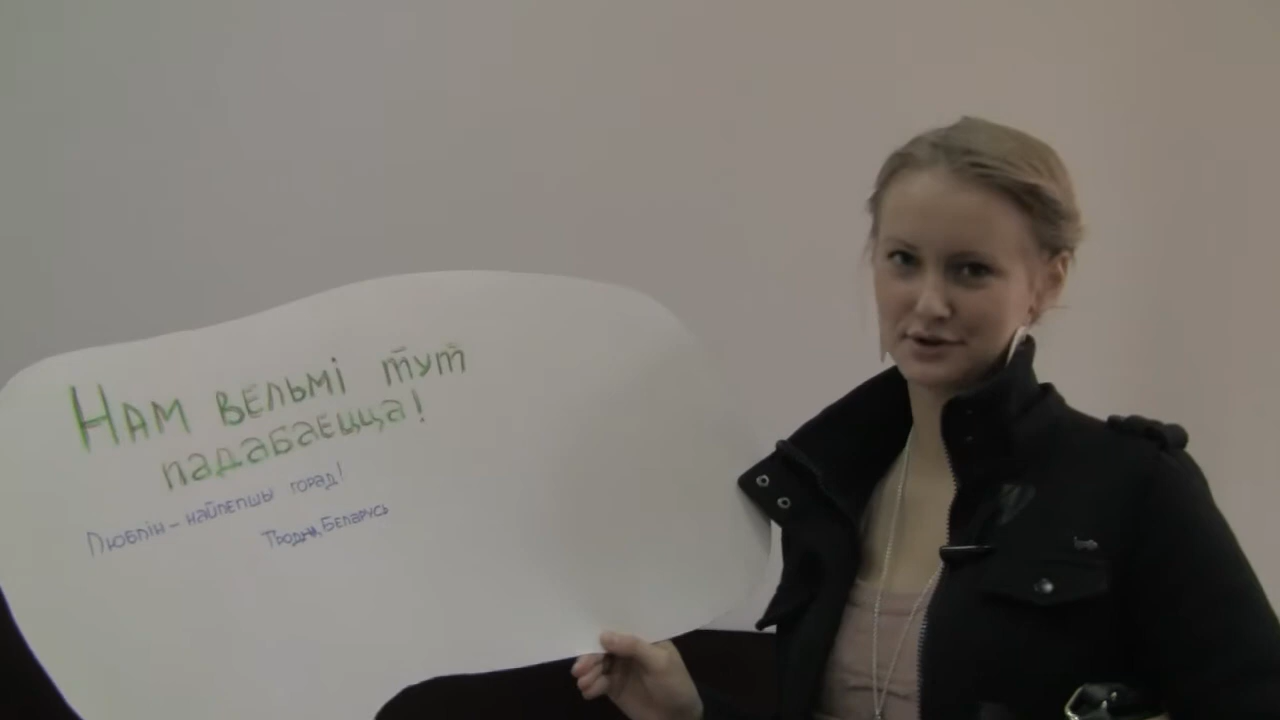 Нам вельмі тут
падабаецца!
Люблін – найлепшы горад!
Гродна, Беларусь